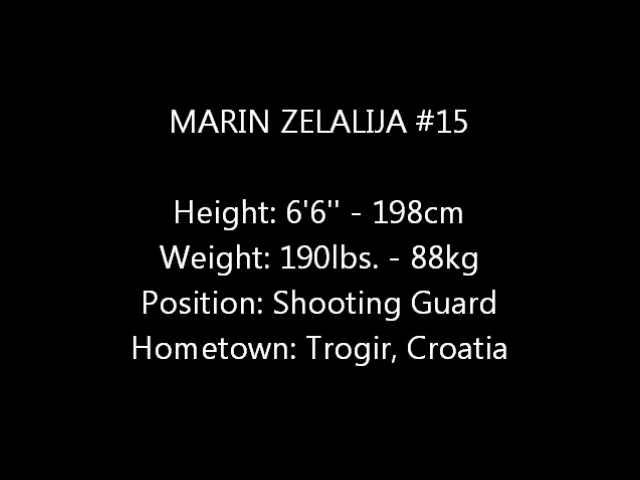 MARIN ZELALIJA #15
Height: 6'6'' - 198cm
Weight: 190lbs. - 88kg
Position: Shooting Guard
Hometown: Trogir, Croatia